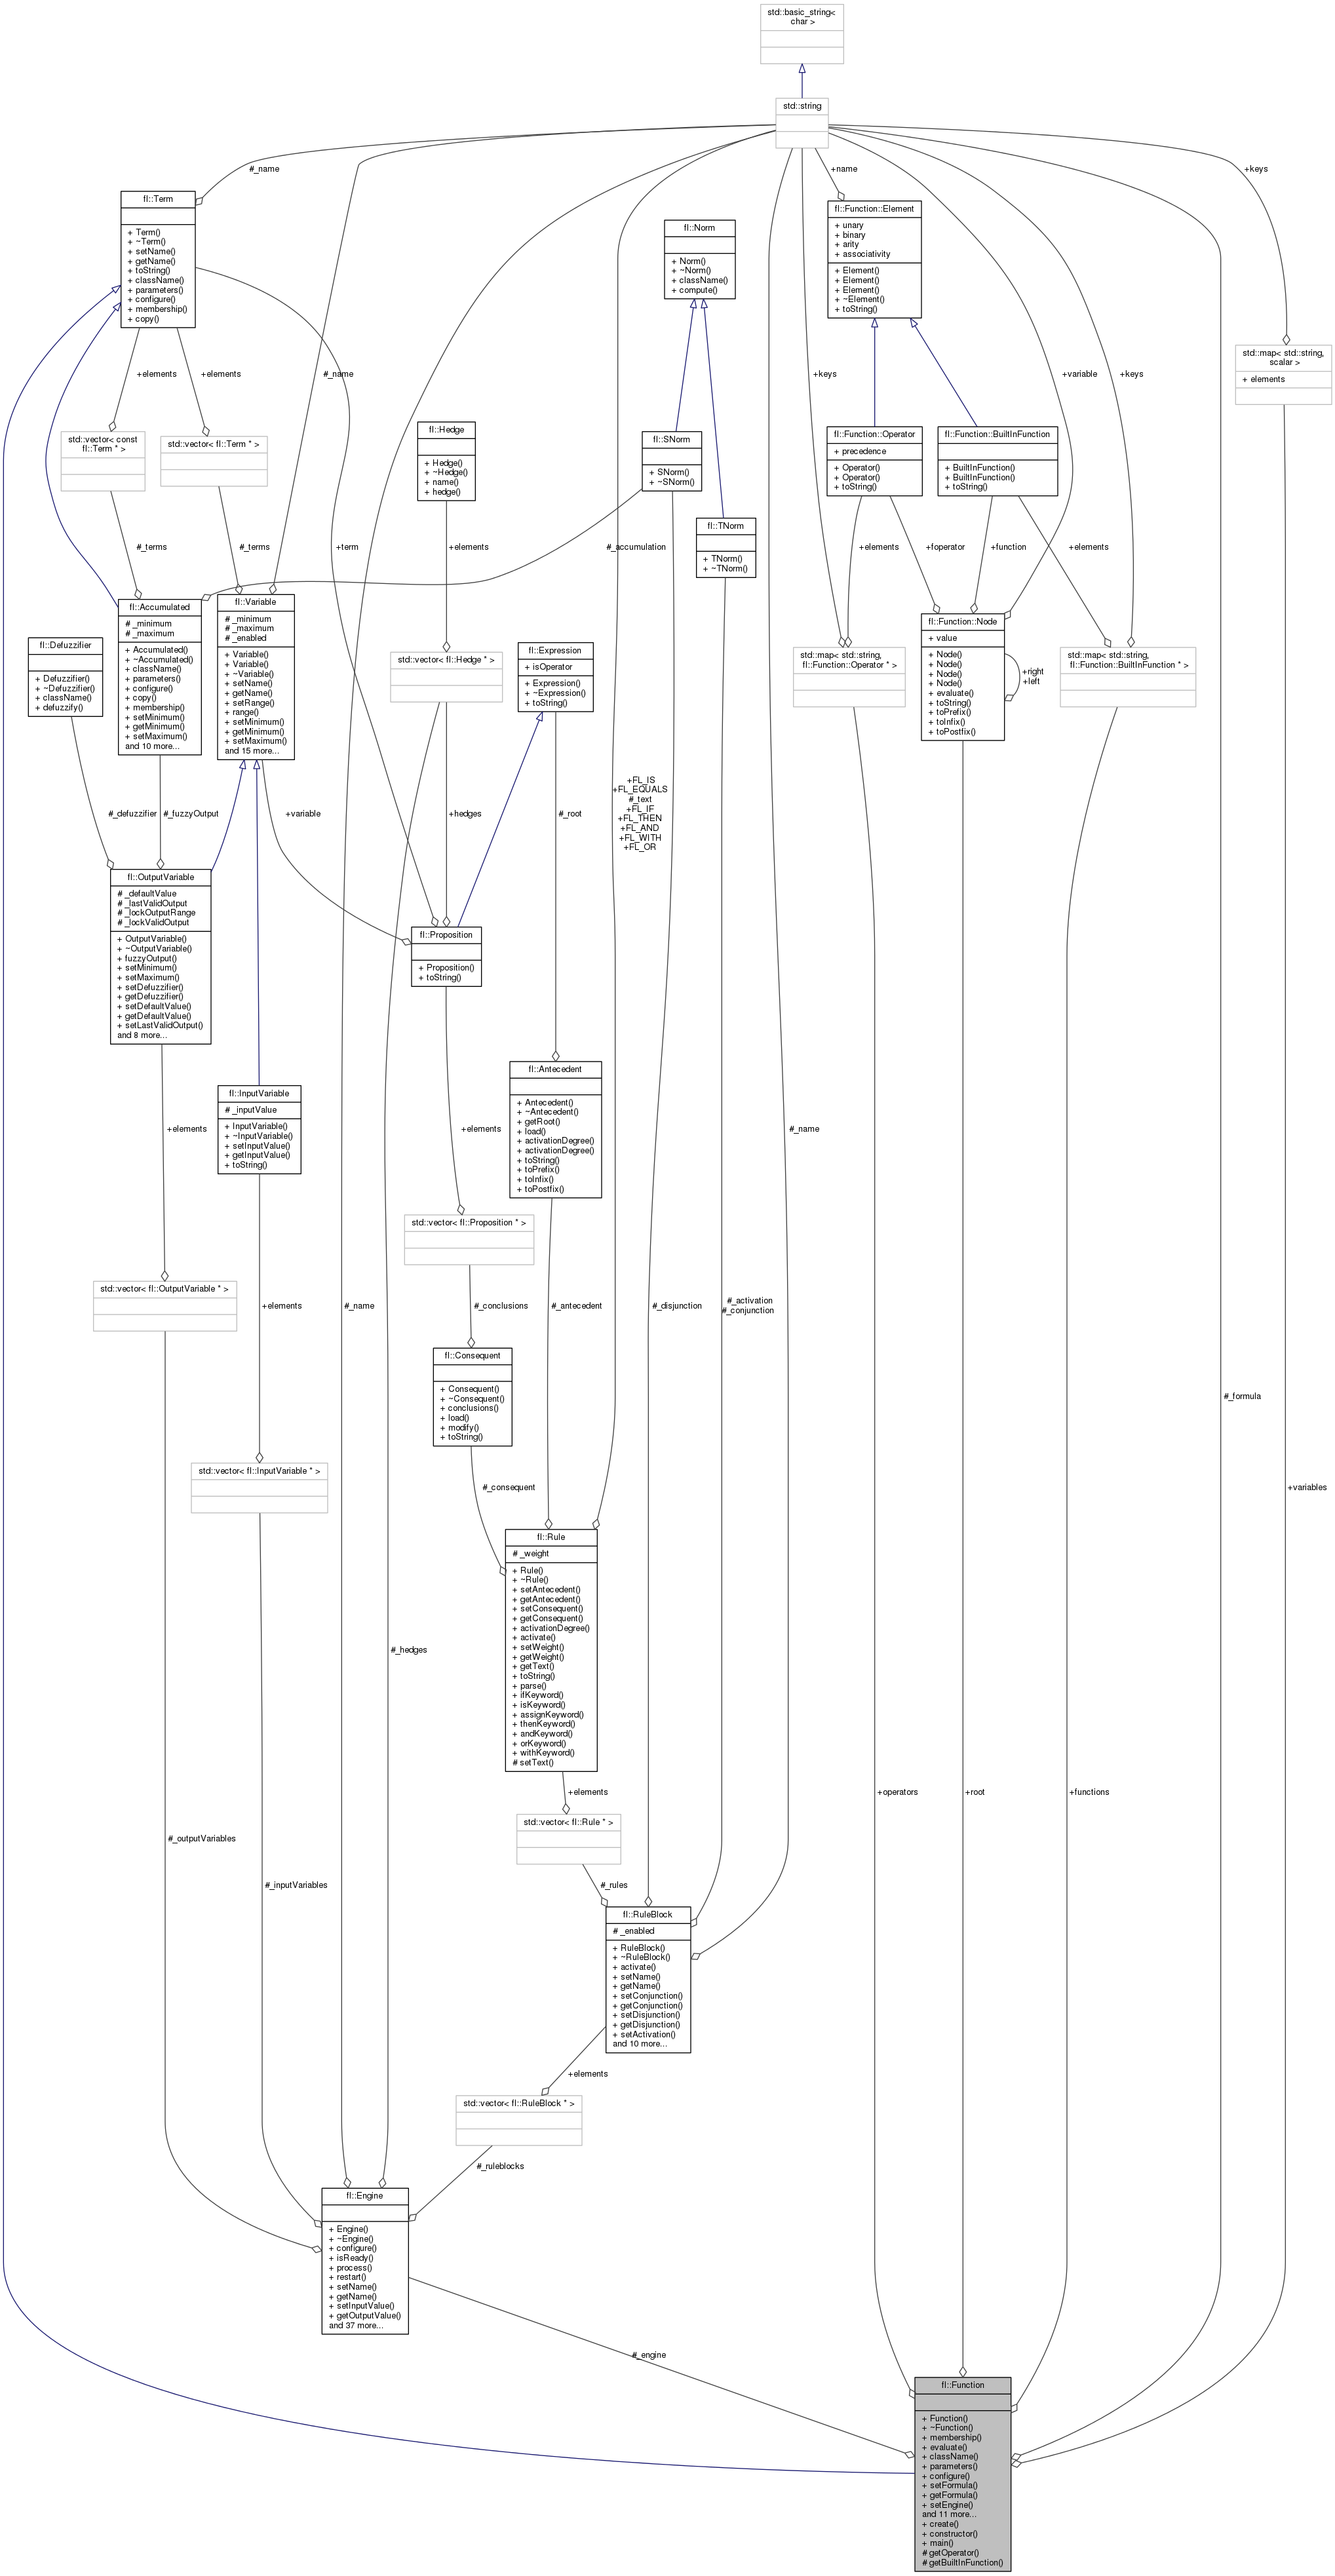 std::basic_string<
char >
std::string
#_name
+name
+keys
fl::Term
+ Term()
+ ~Term()
+ setName()
+ getName()
+ toString()
+ className()
+ parameters()
+ configure()
+ membership()
+ copy()
fl::Function::Element
+ unary
+ binary
+ arity
+ associativity
+ Element()
+ Element()
+ Element()
+ ~Element()
+ toString()
fl::Norm
+ Norm()
+ ~Norm()
+ className()
+ compute()
std::map< std::string,
scalar >
+ elements
+elements
+elements
#_name
+keys
+variable
+keys
fl::Hedge
+ Hedge()
+ ~Hedge()
+ name()
+ hedge()
fl::Function::Operator
+ precedence
+ Operator()
+ Operator()
+ toString()
fl::Function::BuiltInFunction
+ BuiltInFunction()
+ BuiltInFunction()
+ toString()
std::vector< const
fl::Term * >
std::vector< fl::Term * >
fl::SNorm
+ SNorm()
+ ~SNorm()
fl::TNorm
+ TNorm()
+ ~TNorm()
#_terms
#_terms
+term
+elements
#_accumulation
+elements
+foperator
+function
+elements
fl::Accumulated
# _minimum
# _maximum
+ Accumulated()
+ ~Accumulated()
+ className()
+ parameters()
+ configure()
+ copy()
+ membership()
+ setMinimum()
+ getMinimum()
+ setMaximum()
and 10 more...
fl::Variable
# _minimum
# _maximum
# _enabled
+ Variable()
+ Variable()
+ ~Variable()
+ setName()
+ getName()
+ setRange()
+ range()
+ setMinimum()
+ getMinimum()
+ setMaximum()
and 15 more...
fl::Defuzzifier
+ Defuzzifier()
+ ~Defuzzifier()
+ className()
+ defuzzify()
std::vector< fl::Hedge * >
fl::Expression
+ isOperator
+ Expression()
+ ~Expression()
+ toString()
std::map< std::string,
fl::Function::Operator * >
fl::Function::Node
+ value
+ Node()
+ Node()
+ Node()
+ Node()
+ evaluate()
+ toString()
+ toPrefix()
+ toInfix()
+ toPostfix()
+right
+left
std::map< std::string,
fl::Function::BuiltInFunction * >
#_defuzzifier
#_fuzzyOutput
+variable
+hedges
#_root
+FL_IS
+FL_EQUALS
#_text
+FL_IF
+FL_THEN
+FL_AND
+FL_WITH
+FL_OR
fl::OutputVariable
# _defaultValue
# _lastValidOutput
# _lockOutputRange
# _lockValidOutput
+ OutputVariable()
+ ~OutputVariable()
+ fuzzyOutput()
+ setMinimum()
+ setMaximum()
+ setDefuzzifier()
+ getDefuzzifier()
+ setDefaultValue()
+ getDefaultValue()
+ setLastValidOutput()
and 8 more...
fl::Proposition
+ Proposition()
+ toString()
fl::InputVariable
# _inputValue
+ InputVariable()
+ ~InputVariable()
+ setInputValue()
+ getInputValue()
+ toString()
fl::Antecedent
+ Antecedent()
+ ~Antecedent()
+ getRoot()
+ load()
+ activationDegree()
+ activationDegree()
+ toString()
+ toPrefix()
+ toInfix()
+ toPostfix()
+elements
+elements
#_name
std::vector< fl::Proposition * >
std::vector< fl::OutputVariable * >
+elements
#_name
#_conclusions
#_antecedent
#_disjunction
#_activation
#_conjunction
fl::Consequent
+ Consequent()
+ ~Consequent()
+ conclusions()
+ load()
+ modify()
+ toString()
#_formula
std::vector< fl::InputVariable * >
#_consequent
+variables
fl::Rule
# _weight
+ Rule()
+ ~Rule()
+ setAntecedent()
+ getAntecedent()
+ setConsequent()
+ getConsequent()
+ activationDegree()
+ activate()
+ setWeight()
+ getWeight()
+ getText()
+ toString()
+ parse()
+ ifKeyword()
+ isKeyword()
+ assignKeyword()
+ thenKeyword()
+ andKeyword()
+ orKeyword()
+ withKeyword()
# setText()
#_hedges
+elements
+operators
+root
+functions
std::vector< fl::Rule * >
#_outputVariables
#_inputVariables
#_rules
fl::RuleBlock
# _enabled
+ RuleBlock()
+ ~RuleBlock()
+ activate()
+ setName()
+ getName()
+ setConjunction()
+ getConjunction()
+ setDisjunction()
+ getDisjunction()
+ setActivation()
and 10 more...
+elements
std::vector< fl::RuleBlock * >
#_ruleblocks
fl::Engine
+ Engine()
+ ~Engine()
+ configure()
+ isReady()
+ process()
+ restart()
+ setName()
+ getName()
+ setInputValue()
+ getOutputValue()
and 37 more...
#_engine
fl::Function
+ Function()
+ ~Function()
+ membership()
+ evaluate()
+ className()
+ parameters()
+ configure()
+ setFormula()
+ getFormula()
+ setEngine()
and 11 more...
+ create()
+ constructor()
+ main()
# getOperator()
# getBuiltInFunction()